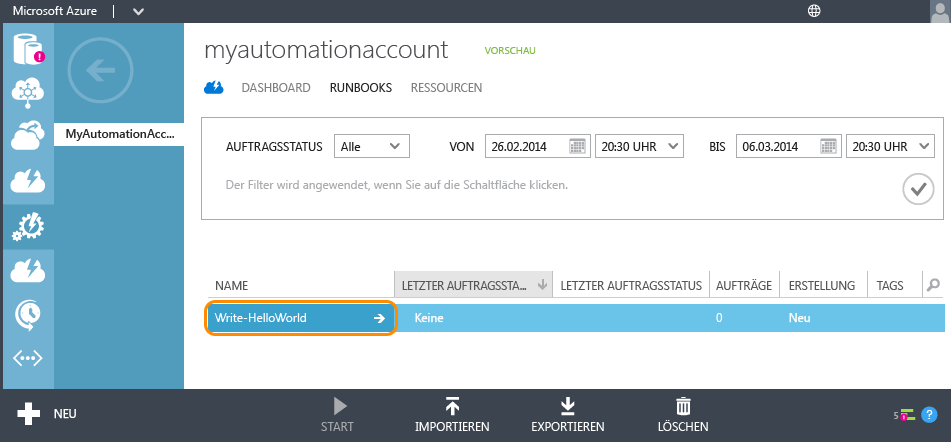 Microsoft Azure
myautomationaccount VORSCHAU
DASHBOARD RUNBOOKS RESSOURCEN
MyAutomationAcc...
AUFTRAGSSTATUS Alle VON 26.02.2014 20:30 UHR BIS 06.03.2014 20:30 UHR
Der Filter wird angewendet, wenn Sie auf die Schaltfläche klicken.
NAME LETZTER AUFTRAGSSTA... LETZTER AUFTRAGSSTATUS AUFTRÄGE ERSTELLUNG TAGS
Write-HelloWorld Keine 0 Neu
NEU START IMPORTIEREN EXPORTIEREN LÖSCHEN 5 ?